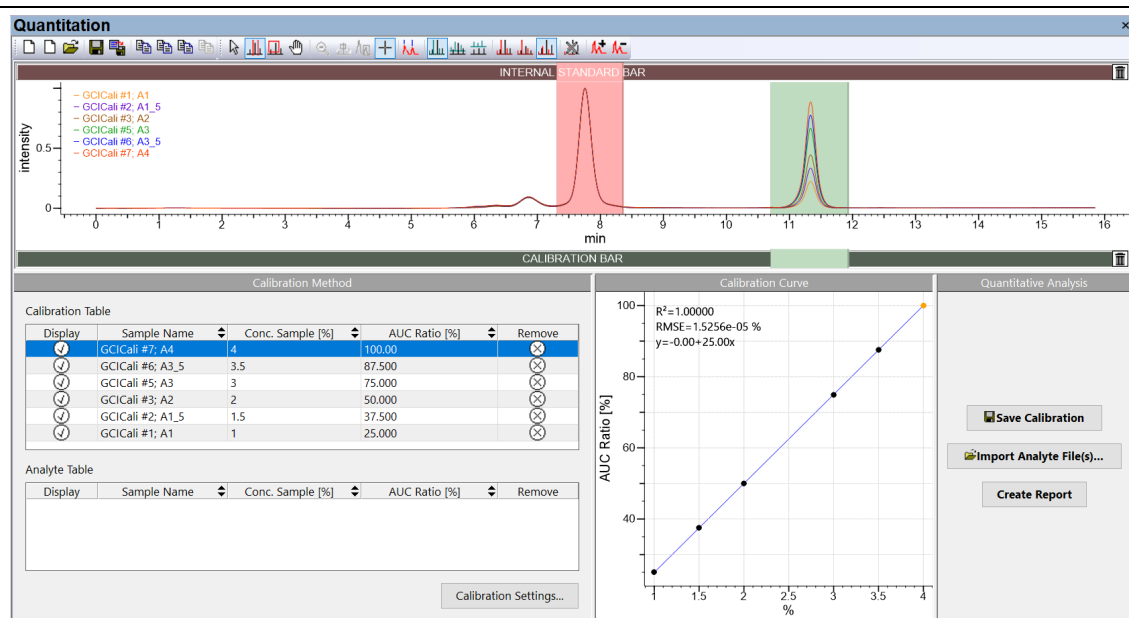 Quantitation
INTERNAL STANDARD BAR
GCICali #1; A1
GCICali #2; A1_5
GCICali #3; A2
GCICali #5; A3
GCICali #6; A3_5
GCICali #7; A4
intensity
0.5
0
0 1 2 3 4 5 6 7 8 9 10 11 12 13 14 15 16
min
CALIBRATION BAR
Calibration Method
Calibration Table
Display Sample Name Conc. Sample [%] AUC Ratio [%] Remove
GCICali #7; A4 4 100.00
GCICali #6; A3_5 3.5 87.500
GCICali #5; A3 3 75.000
GCICali #3; A2 2 50.000
GCICali #2; A1_5 1.5 37.500
GCICali #1; A1 1 25.000
Analyte Table
Display Sample Name Conc. Sample [%] AUC Ratio [%] Remove
Calibration Settings...
Calibration Curve
R²=1.00000
RMSE=1.5256e-05 %
y=-0.00+25.00x
AUC Ratio [%]
100
80
60
40
1 1.5 2 2.5 3 3.5 4
%
Quantitative Analysis
Save Calibration
Import Analyte File(s)...
Create Report